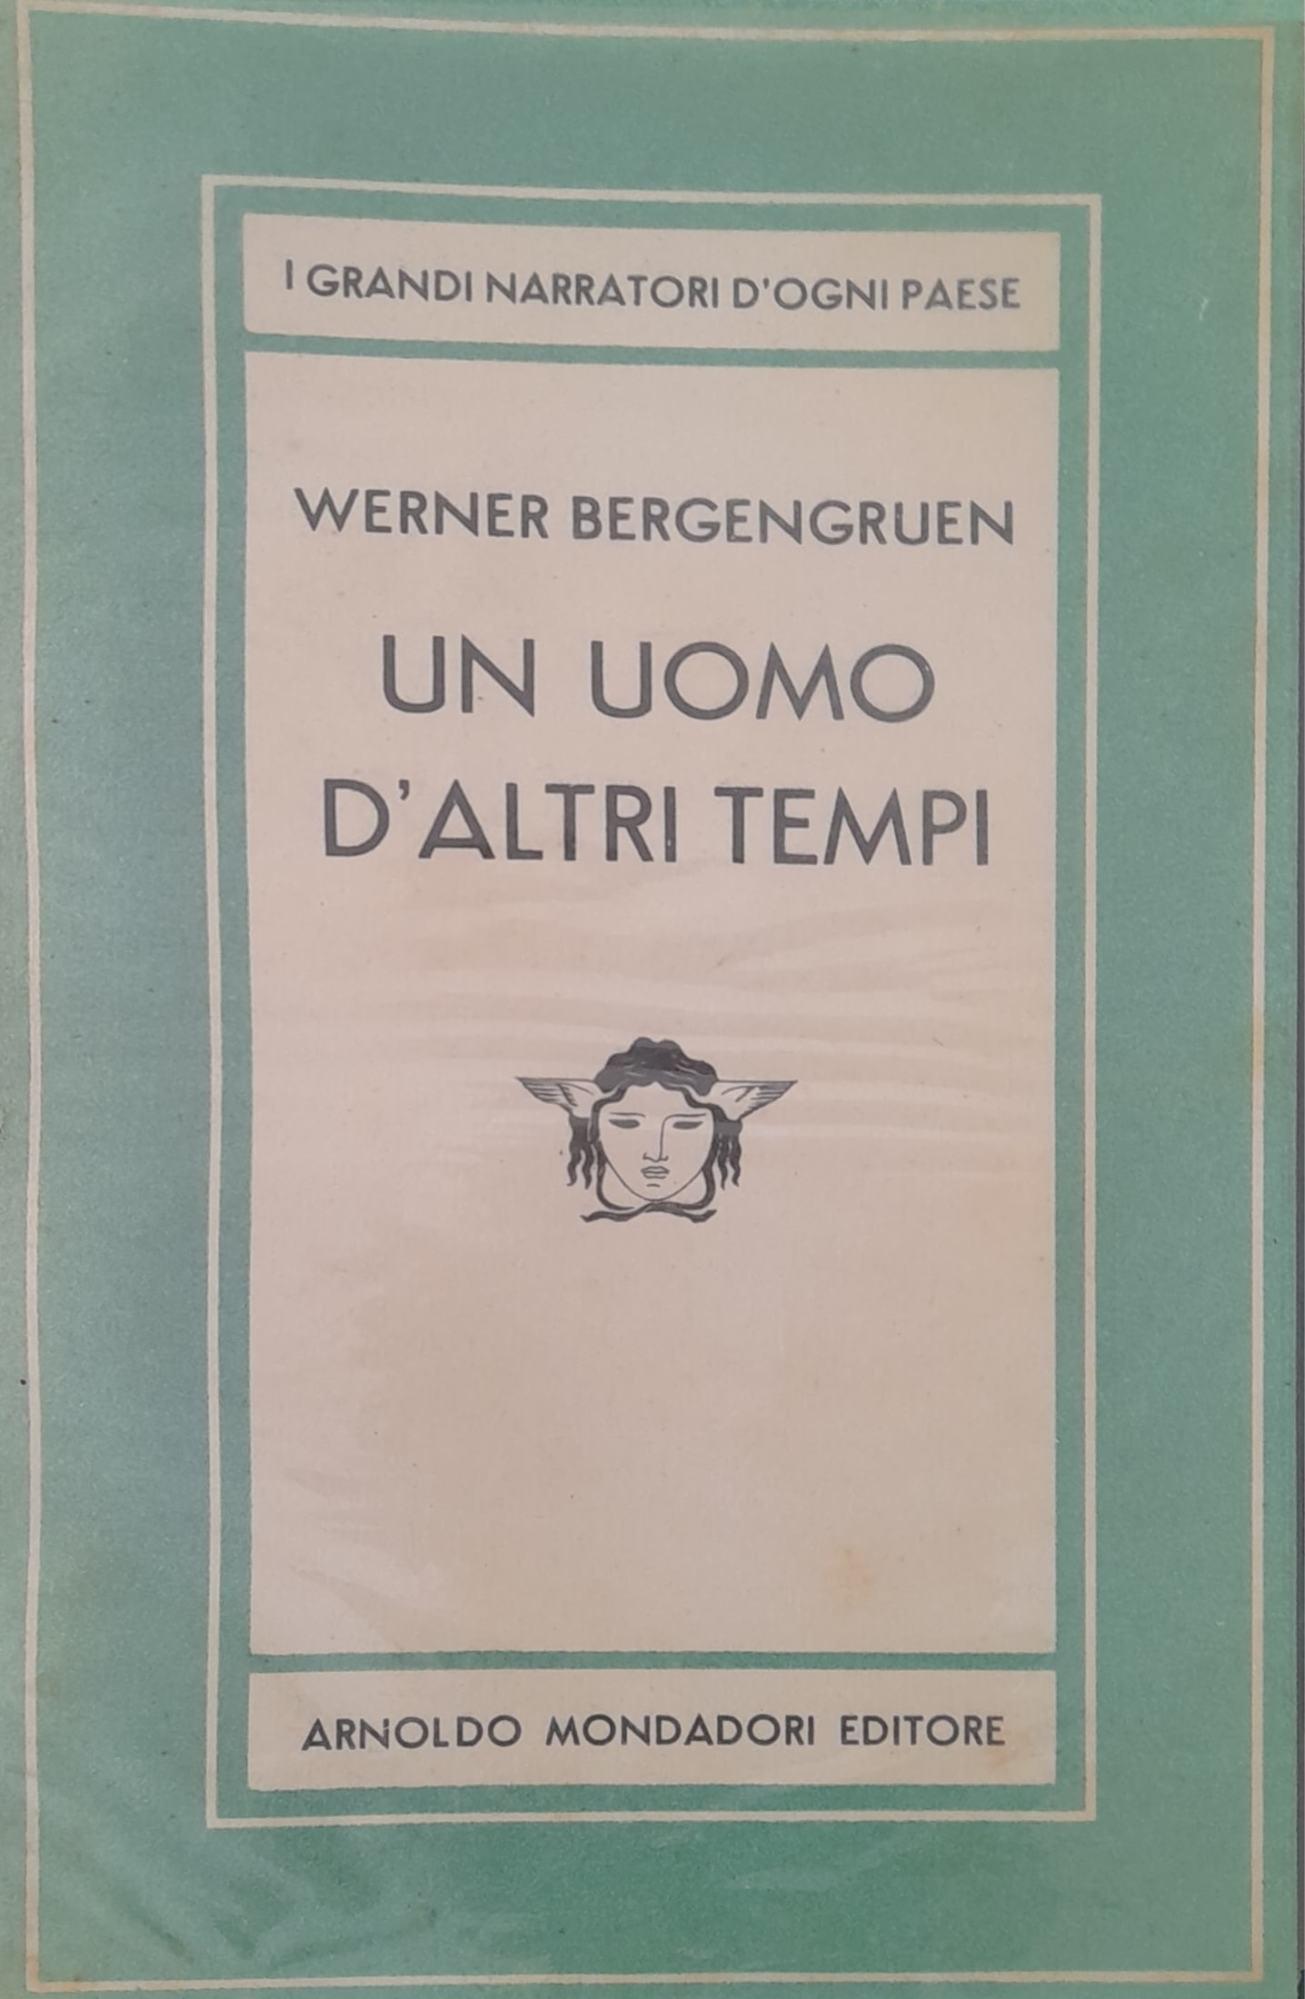 I GRANDI NARRATORI D'OGNI PAESE
WERNER BERGENGRUEN
UN UOMO
D'ALTRI TEMPI
ARNOLDO MONDADORI EDITORE